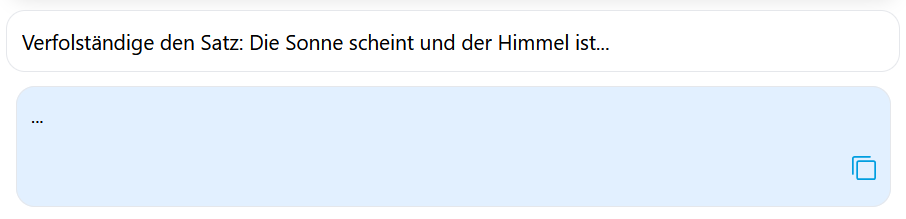 Verfolständige den Satz: Die Sonne scheint und der Himmel ist...
...